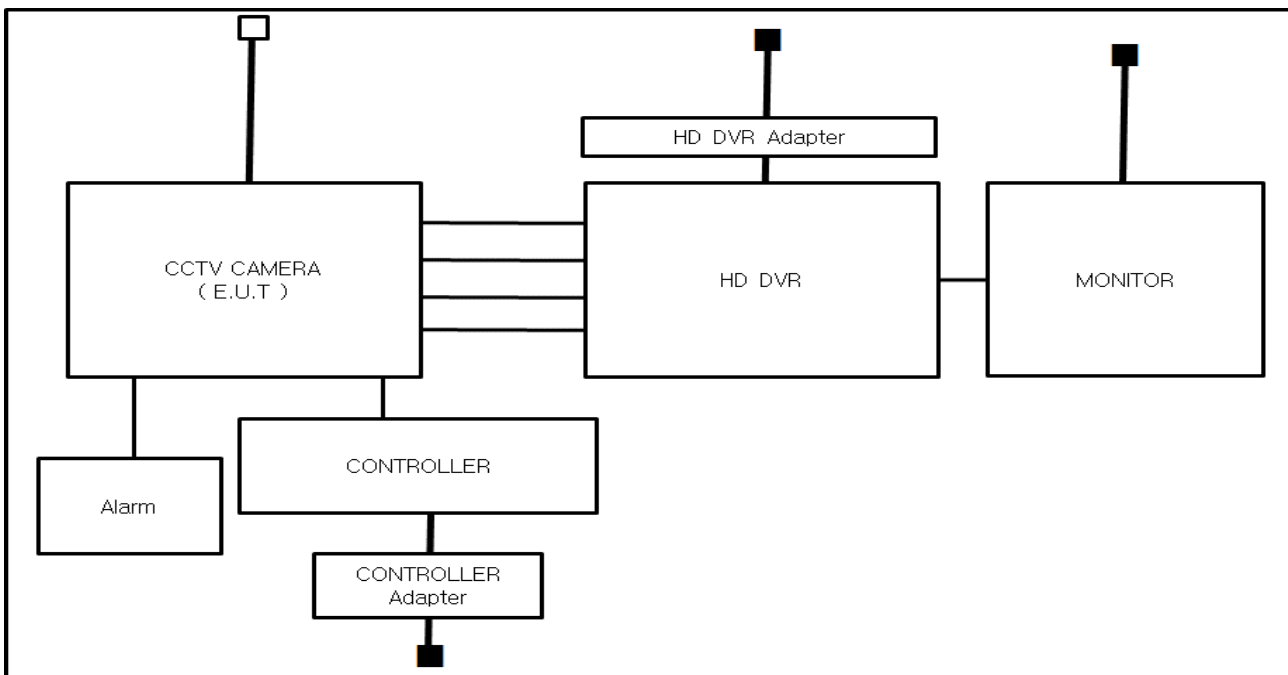 HD DVR Adapter
CCTV CAMERA
( E.U.T )
HD DVR
MONITOR
CONTROLLER
Alarm
CONTROLLER
Adapter